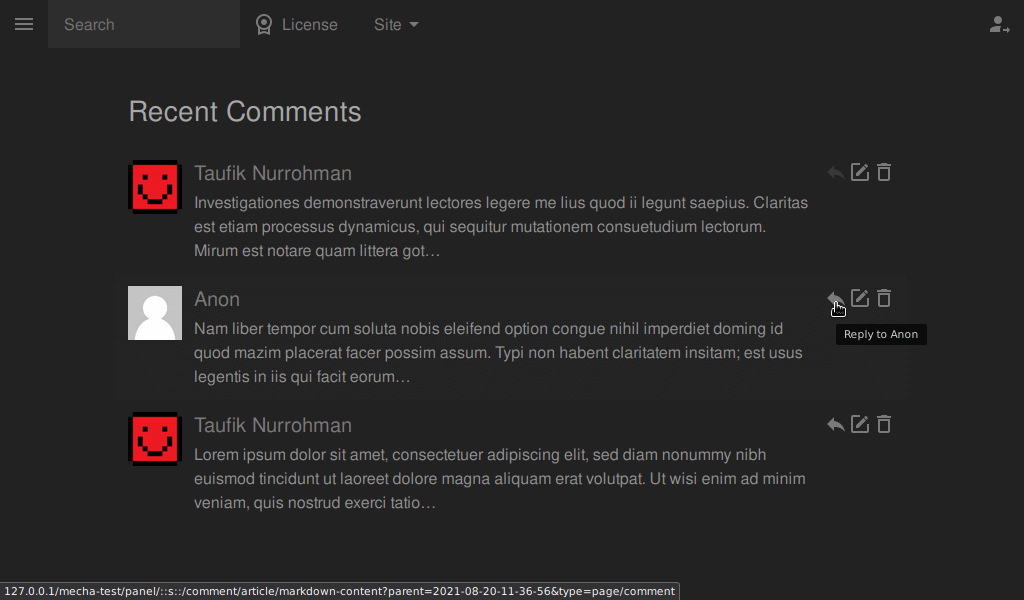 Search
License
Site
Recent Comments
Taufik Nurrohman
Investigationes demonstraverunt lectores legere me lius quod ii legunt saepius. Claritas
est etiam processus dynamicus, qui sequitur mutationem consuetudium lectorum.
Mirum est notare quam littera got…
Anon
Nam liber tempor cum soluta nobis eleifend option congue nihil imperdiet doming id
quod mazim placerat facer possim assum. Typi non habent claritatem insitam; est usus
legentis in iis qui facit eorum…
Reply to Anon
Taufik Nurrohman
Lorem ipsum dolor sit amet, consectetuer adipiscing elit, sed diam nonummy nibh
euismod tincidunt ut laoreet dolore magna aliquam erat volutpat. Ut wisi enim ad minim
veniam, quis nostrud exerci tatio…
127.0.0.1/mecha-test/panel/::s::/comment/article/markdown-content?parent=2021-08-20-11-36-56&type=page/comment